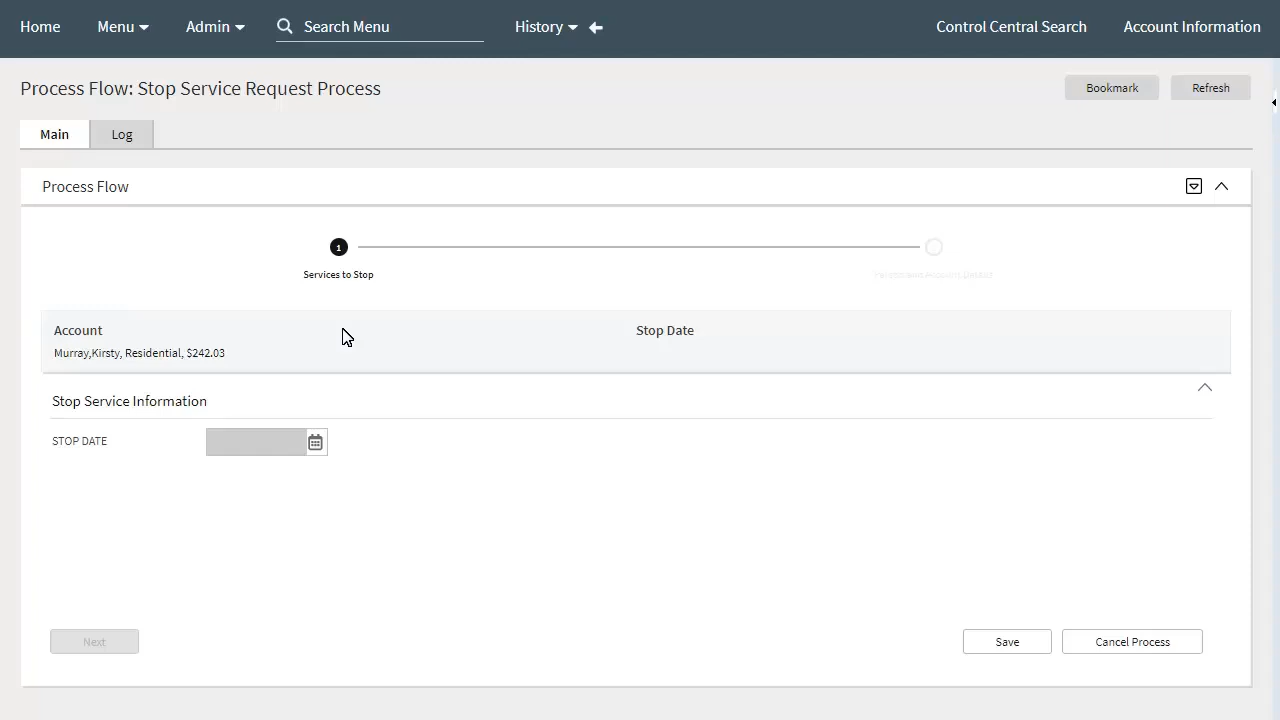 Home Menu Admin Search Menu History Control Central Search Account Information
Process Flow: Stop Service Request Process
Bookmark Refresh
Main Log
Process Flow
1
Services to Stop
Account Stop Date
Murray,Kirsty, Residential, $242.03
Stop Service Information
STOP DATE
Next Save Cancel Process